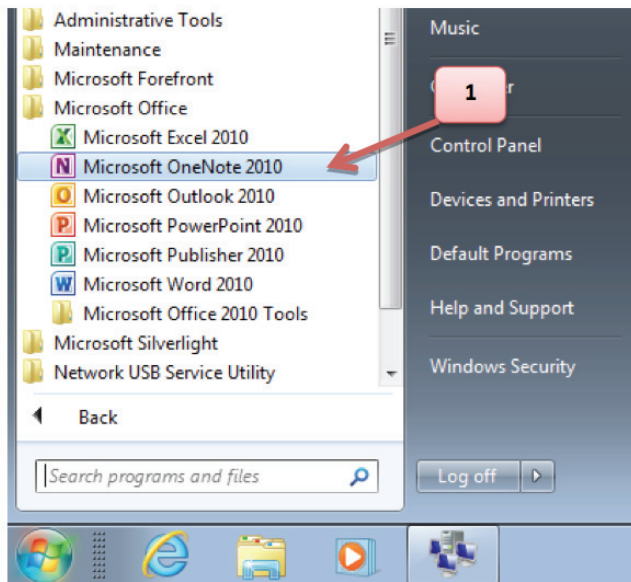 Administrative Tools
Maintenance
Microsoft Forefront
Microsoft Office
Microsoft Excel 2010
Microsoft OneNote 2010
Microsoft Outlook 2010
Microsoft PowerPoint 2010
Microsoft Publisher 2010
Microsoft Word 2010
Microsoft Office 2010 Tools
Microsoft Silverlight
Network USB Service Utility
Back
Search programs and files
Music
1
Control Panel
Devices and Printers
Default Programs
Help and Support
Windows Security
Log off